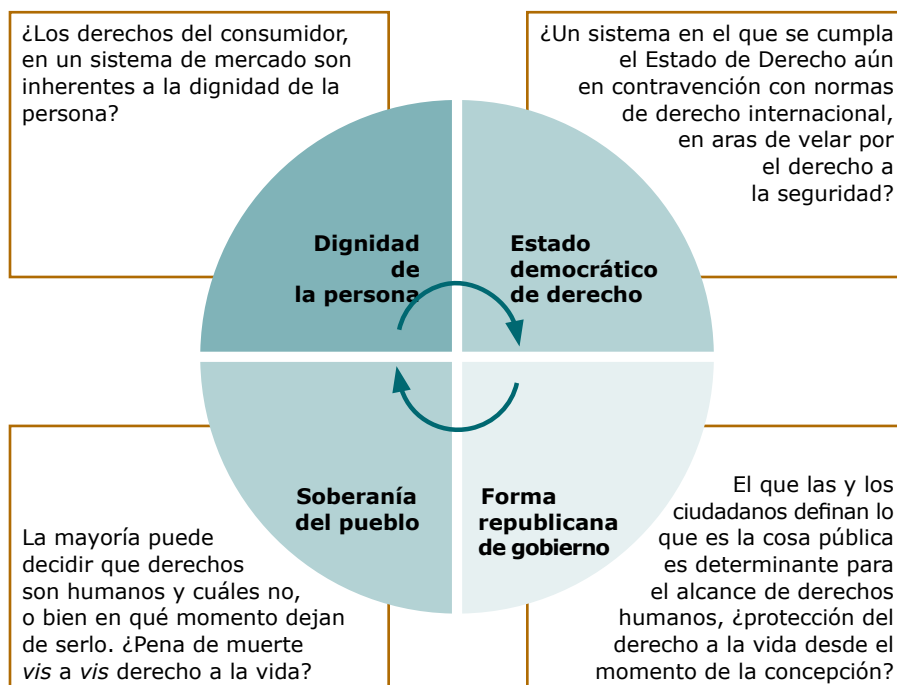 ¿Los derechos del consumidor,
en un sistema de mercado son
inherentes a la dignidad de la
persona?
¿Un sistema en el que se cumpla
el Estado de Derecho aún
en contravención con normas
de derecho internacional,
en aras de velar por
el derecho a
la seguridad?
Dignidad
de
la persona
Estado
democrático
de derecho
Soberanía
del pueblo
Forma
republicana
de gobierno
La mayoría puede
decidir que derechos
son humanos y cuáles no,
o bien en qué momento dejan
de serlo. ¿Pena de muerte
vis a vis derecho a la vida?
El que las y los
ciudadanos definan lo
que es la cosa pública
es determinante para
el alcance de derechos
humanos, ¿protección del
derecho a la vida desde el
momento de la concepción?